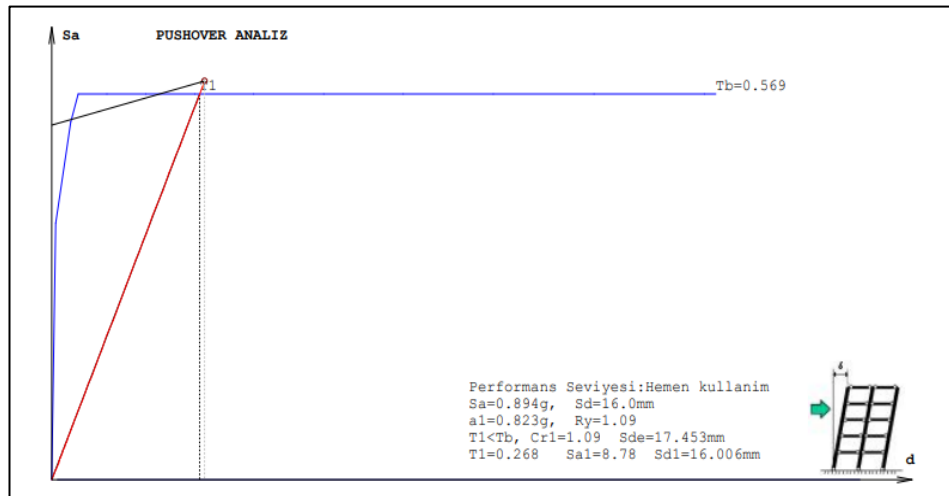 Sa
PUSHOVER ANALIZ
T1
Tb=0.569
δ
Performans Seviyesi:Hemen kullanim
Sa=0.894g, Sd=16.0mm
a1=0.823g, Ry=1.09
T1<Tb, Cr1=1.09 Sde=17.453mm
T1=0.268 Sa1=8.78 Sd1=16.006mm
d